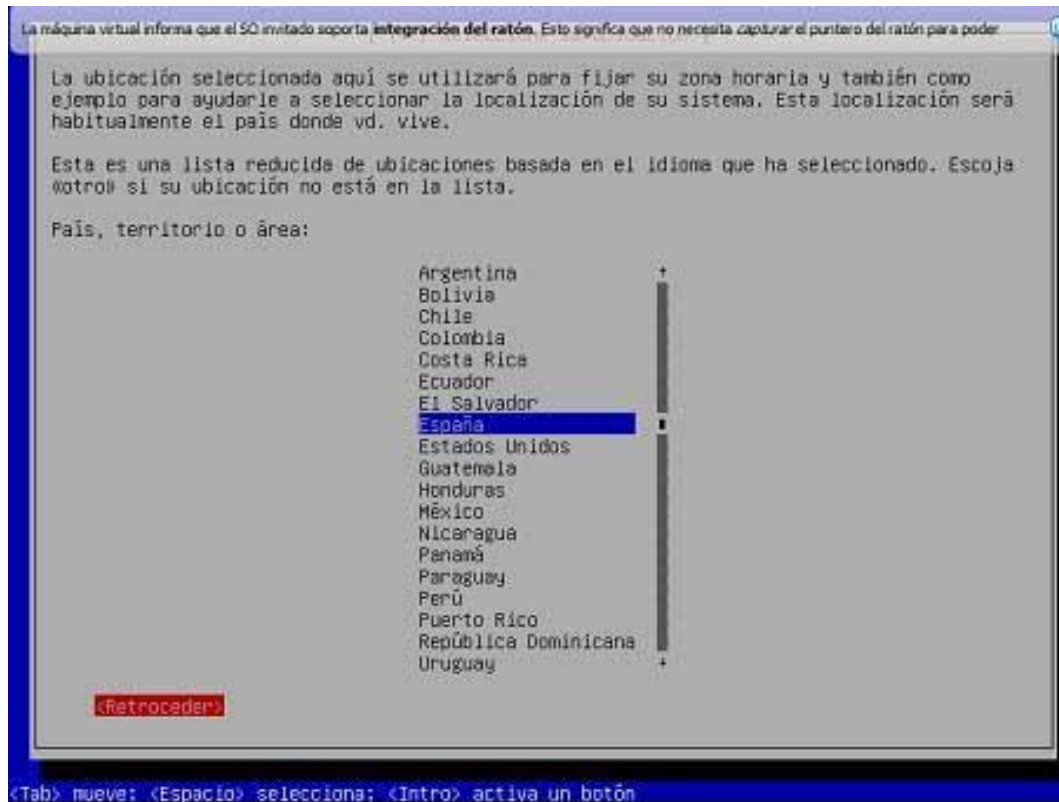 La máquina virtual informa que el SO invitado soporta integración del ratón. Esto significa que no necesita capturar el puntero del ratón para poder
La ubicación seleccionada aquí se utilizará para fijar su zona horaria y también como
ejemplo para ayudarle a seleccionar la localización de su sistema. Esta localización será
habitualmente el país donde vd. vive.
Esta es una lista reducida de ubicaciones basada en el idioma que ha seleccionado. Escoja
«otro» si su ubicación no está en la lista.
País, territorio o área:
Argentina
Bolivia
Chile
Colombia
Costa Rica
Ecuador
El Salvador
España
Estados Unidos
Guatemala
Honduras
México
Nicaragua
Panamá
Paraguay
Perú
Puerto Rico
República Dominicana
Uruguay
<Retroceder>
<Tab> mueve; <Espacio> selecciona; <Intro> activa un botón